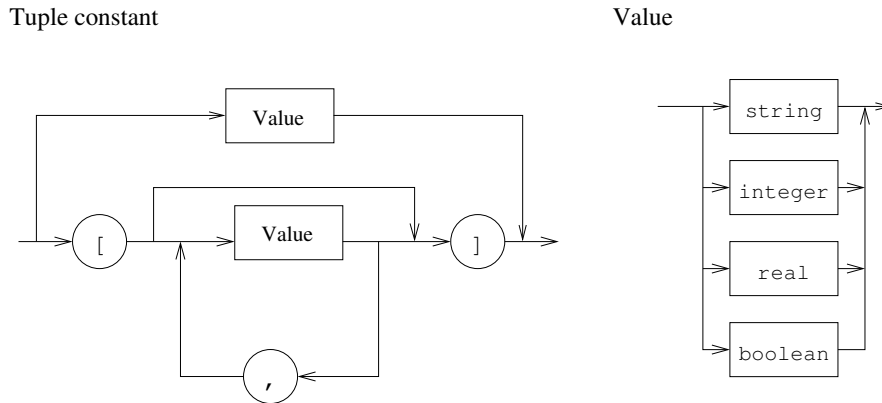 Tuple constant
Value
Value
[
Value
]
,
string
integer
real
boolean